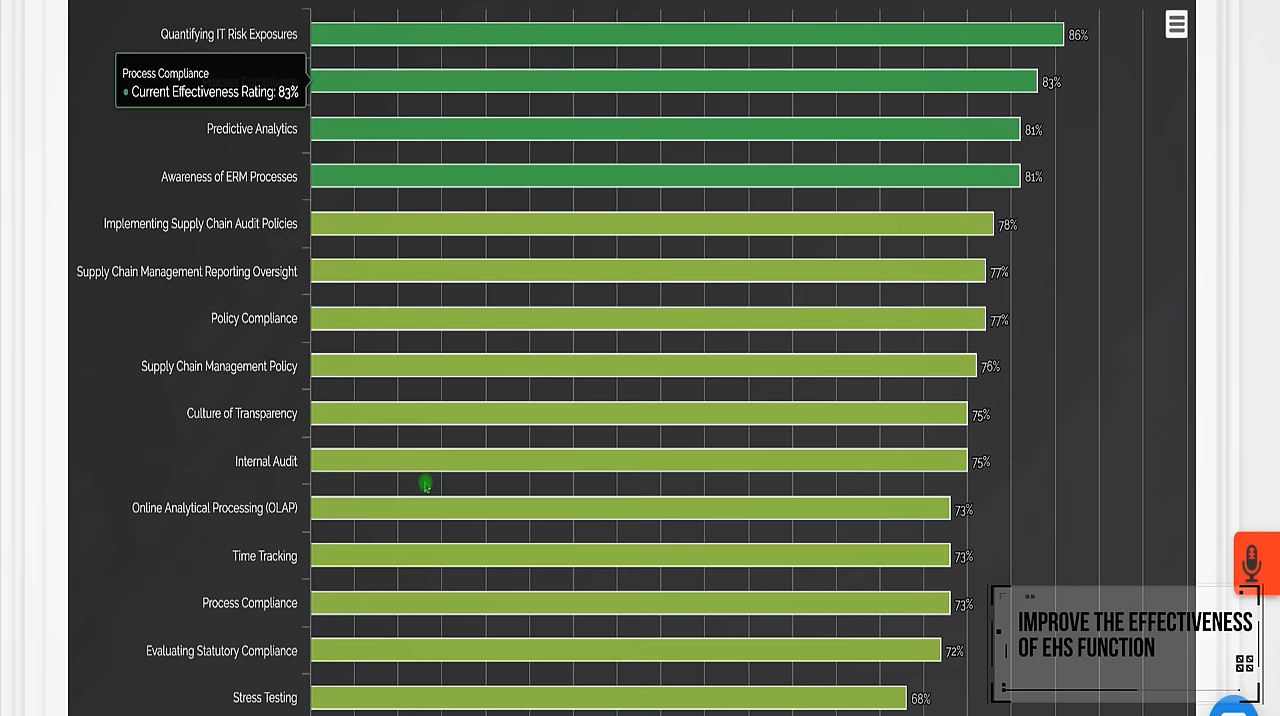 Quantifying IT Risk Exposures 86%
Process Compliance
Current Effectiveness Rating: 83%
83%
Predictive Analytics 81%
Awareness of ERM Processes 81%
Implementing Supply Chain Audit Policies 78%
Supply Chain Management Reporting Oversight 77%
Policy Compliance 77%
Supply Chain Management Policy 76%
Culture of Transparency 75%
Internal Audit 75%
Online Analytical Processing (OLAP) 73%
Time Tracking 73%
Process Compliance 73%
Evaluating Statutory Compliance 72%
Stress Testing 68%
IMPROVE THE EFFECTIVENESS
OF EHS FUNCTION